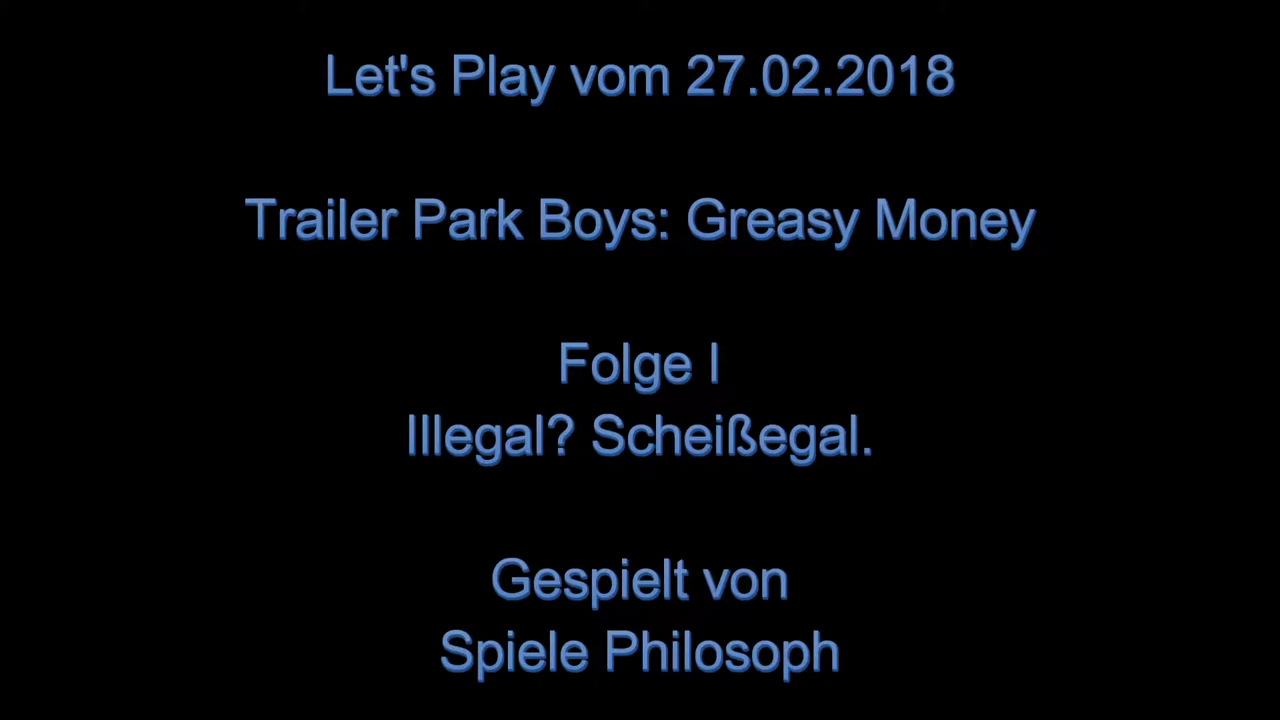 Let's Play vom 27.02.2018
Trailer Park Boys: Greasy Money
Folge I
Illegal? Scheißegal.
Gespielt von
Spiele Philosoph